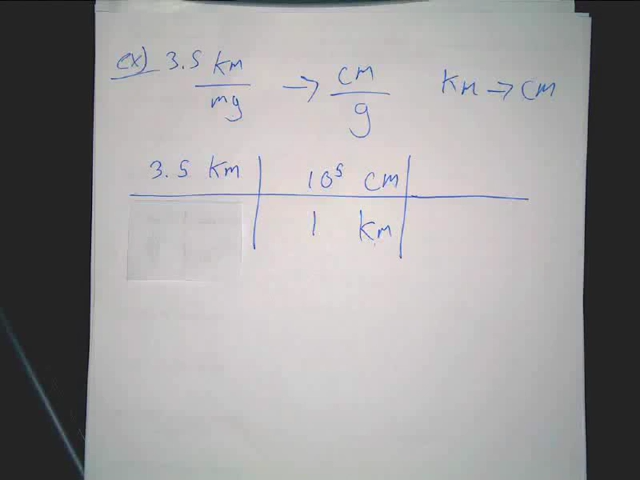 ex) 3.5 km/mg → cm/g km → cm
3.5 km | 10⁵ cm |
1 km